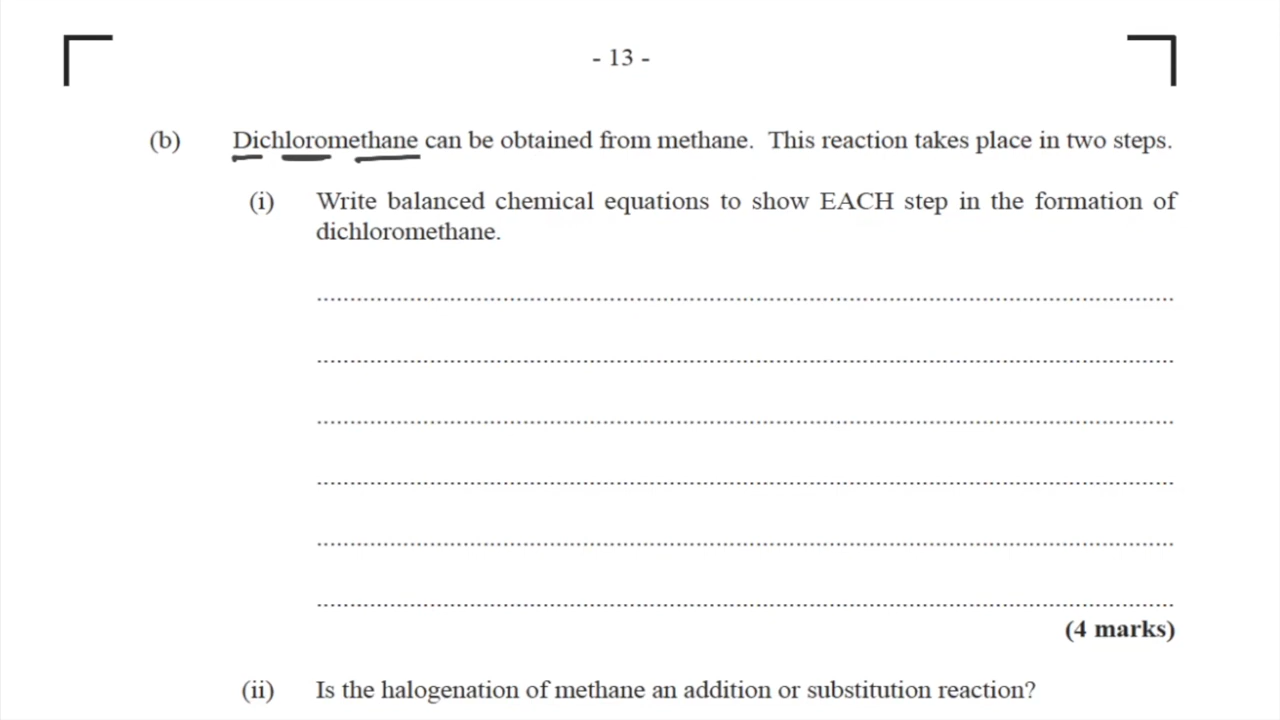 - 13 -
(b) Dichloromethane can be obtained from methane. This reaction takes place in two steps.
(i) Write balanced chemical equations to show EACH step in the formation of
dichloromethane.
(4 marks)
(ii) Is the halogenation of methane an addition or substitution reaction?